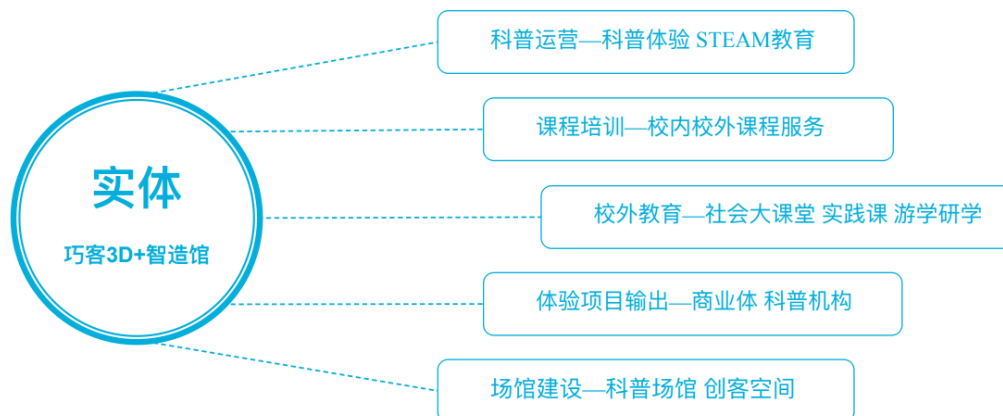 科普运营—科普体验 STEAM教育
课程培训—校内校外课程服务
实体
巧客3D+智造馆
校外教育—社会大课堂 实践课 游学研学
体验项目输出—商业体 科普机构
场馆建设—科普场馆 创客空间